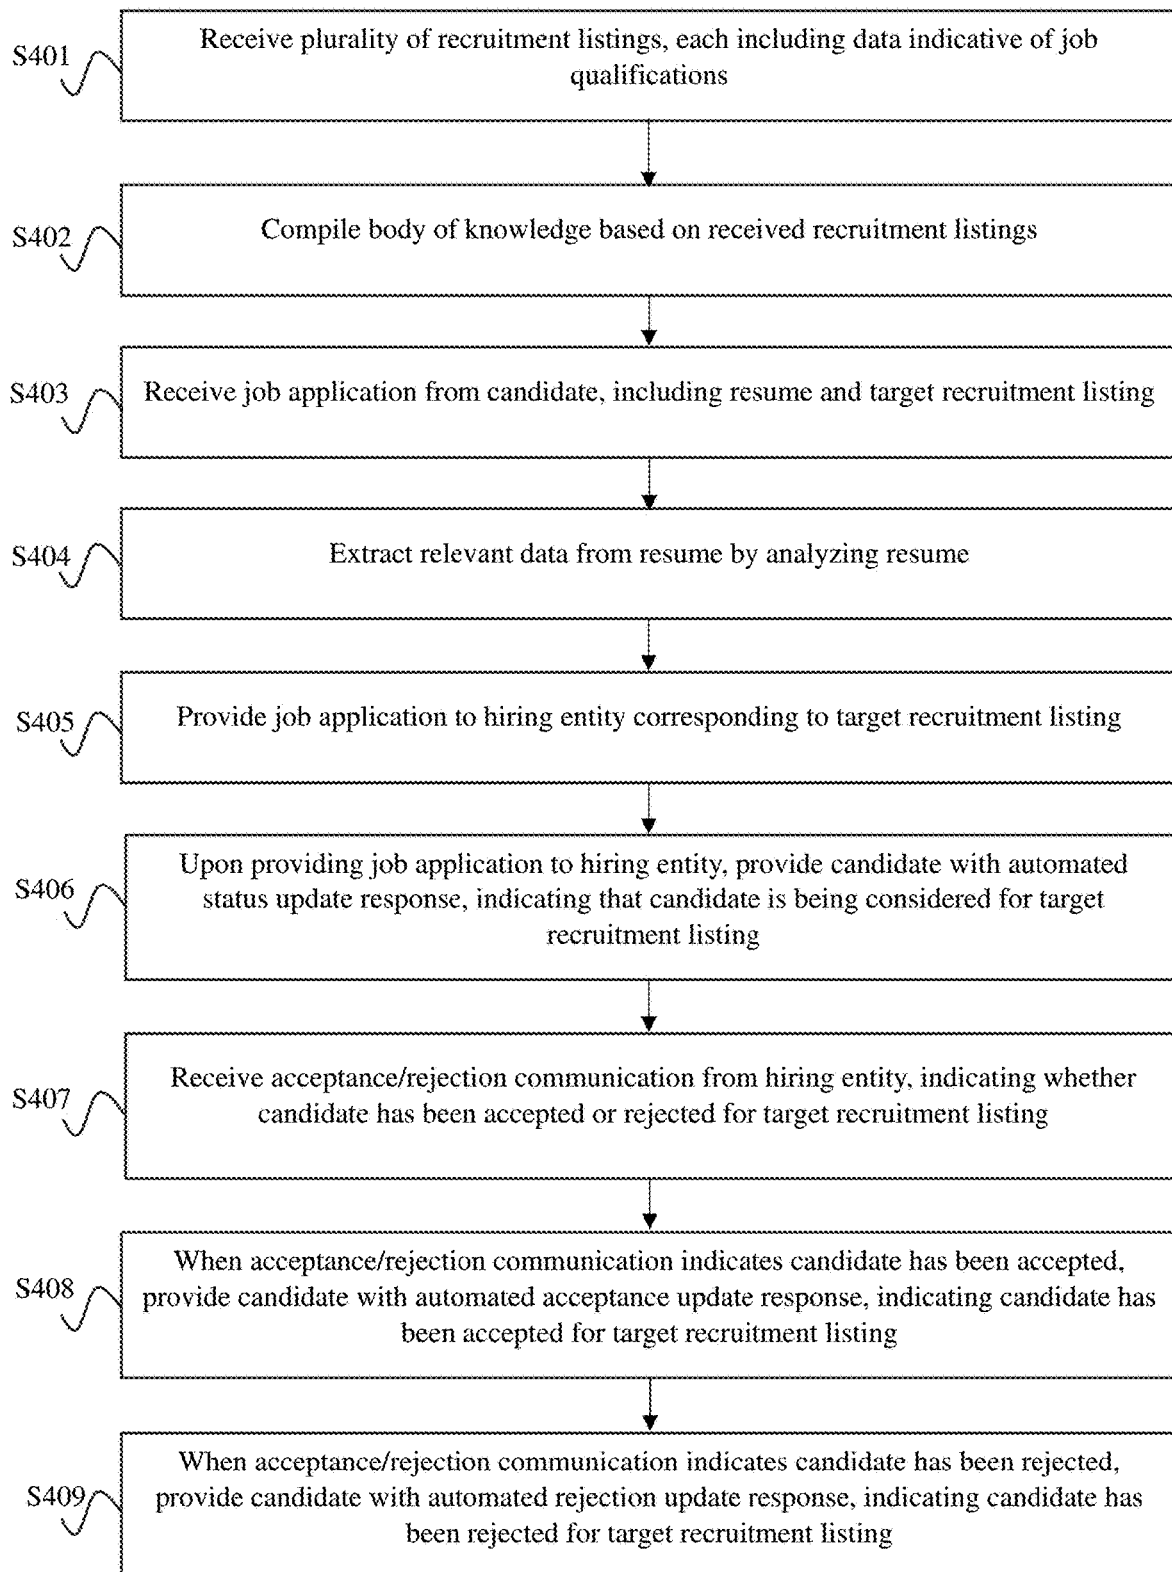 S401
Receive plurality of recruitment listings, each including data indicative of job
qualifications
S402
Compile body of knowledge based on received recruitment listings
S403
Receive job application from candidate, including resume and target recruitment listing
S404
Extract relevant data from resume by analyzing resume
S405
Provide job application to hiring entity corresponding to target recruitment listing
S406
Upon providing job application to hiring entity, provide candidate with automated
status update response, indicating that candidate is being considered for target
recruitment listing
S407
Receive acceptance/rejection communication from hiring entity, indicating whether
candidate has been accepted or rejected for target recruitment listing
S408
When acceptance/rejection communication indicates candidate has been accepted,
provide candidate with automated acceptance update response, indicating candidate has
been accepted for target recruitment listing
S409
When acceptance/rejection communication indicates candidate has been rejected,
provide candidate with automated rejection update response, indicating candidate has
been rejected for target recruitment listing